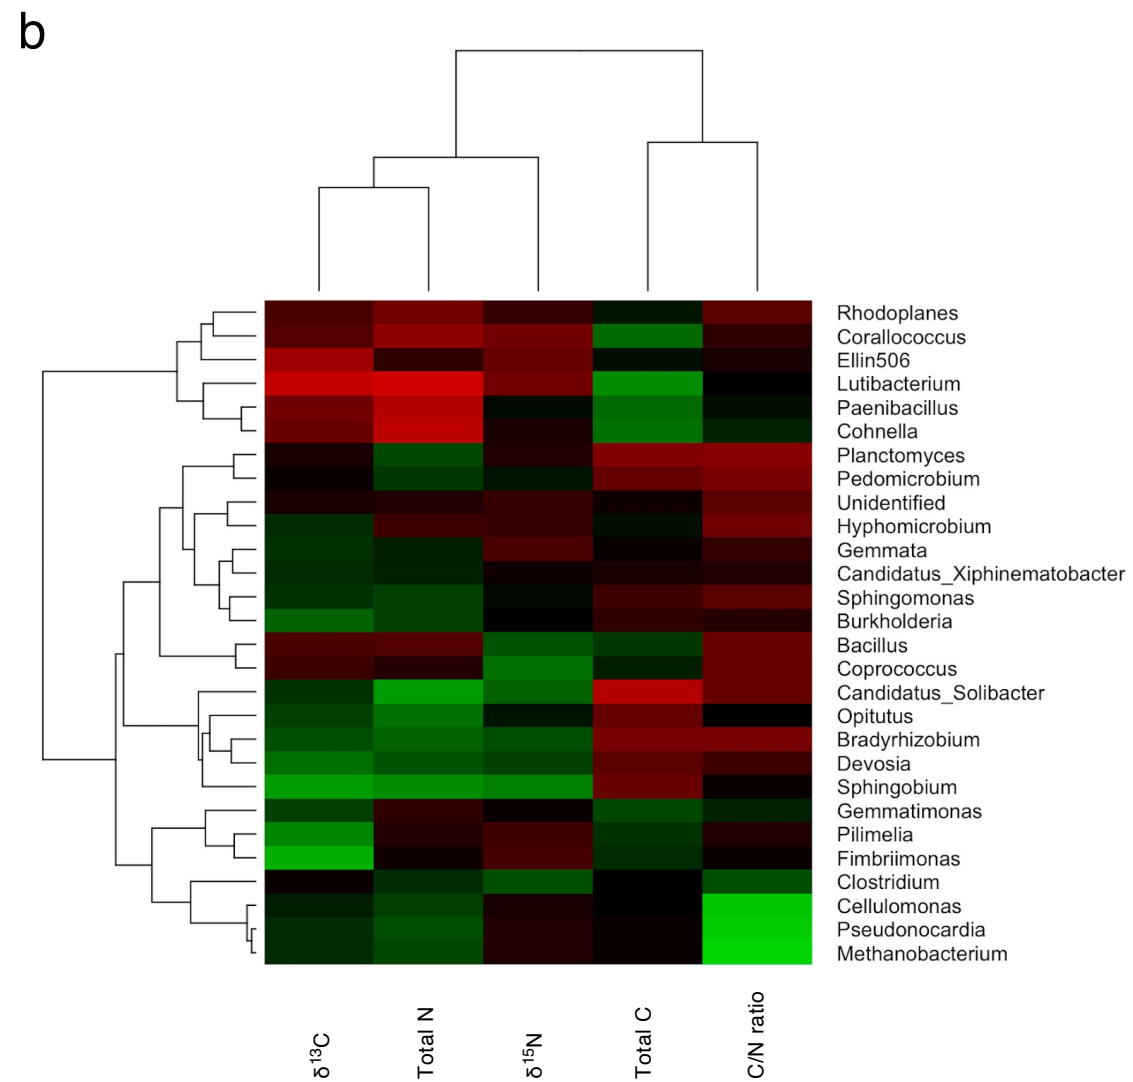 b
Rhodoplanes
Corallococcus
Ellin506
Lutibacterium
Paenibacillus
Cohnella
Planctomyces
Pedomicrobium
Unidentified
Hyphomicrobium
Gemmata
Candidatus_Xiphinematobacter
Sphingomonas
Burkholderia
Bacillus
Coprococcus
Candidatus_Solibacter
Opitutus
Bradyrhizobium
Devosia
Sphingobium
Gemmatimonas
Pilimelia
Fimbriimonas
Clostridium
Cellulomonas
Pseudonocardia
Methanobacterium
δ¹³C
Total N
δ¹⁵N
Total C
C/N ratio